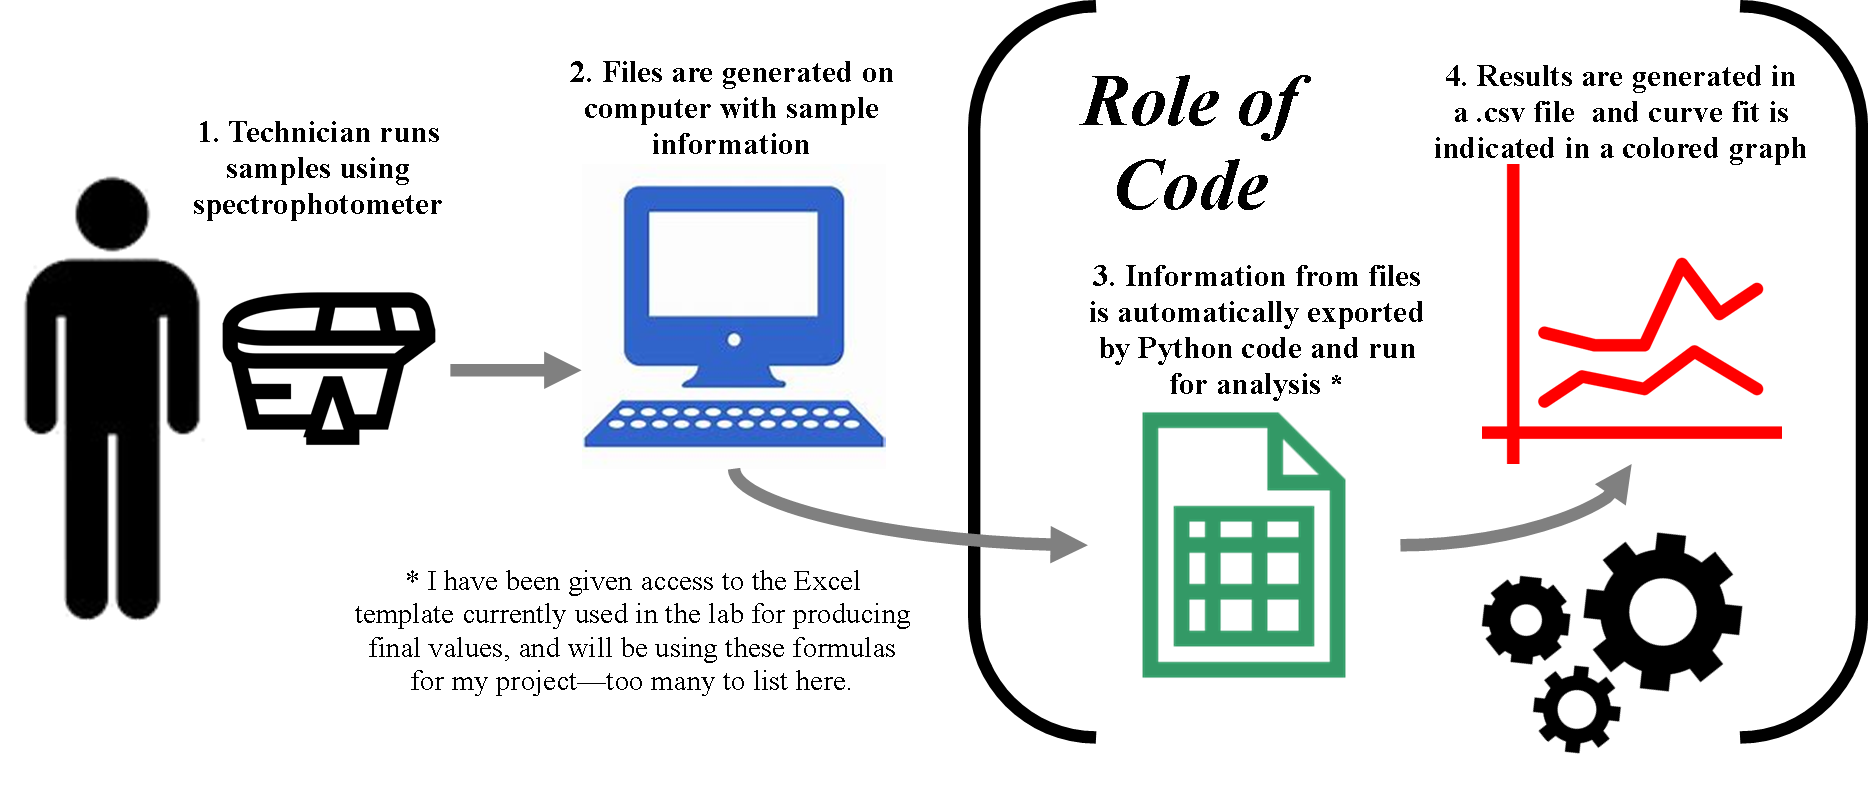 1. Technician runs
samples using
spectrophotometer
2. Files are generated on
computer with sample
information
Role of
Code
3. Information from files
is automatically exported
by Python code and run
for analysis *
4. Results are generated in
a .csv file and curve fit is
indicated in a colored graph
* I have been given access to the Excel
template currently used in the lab for producing
final values, and will be using these formulas
for my project—too many to list here.